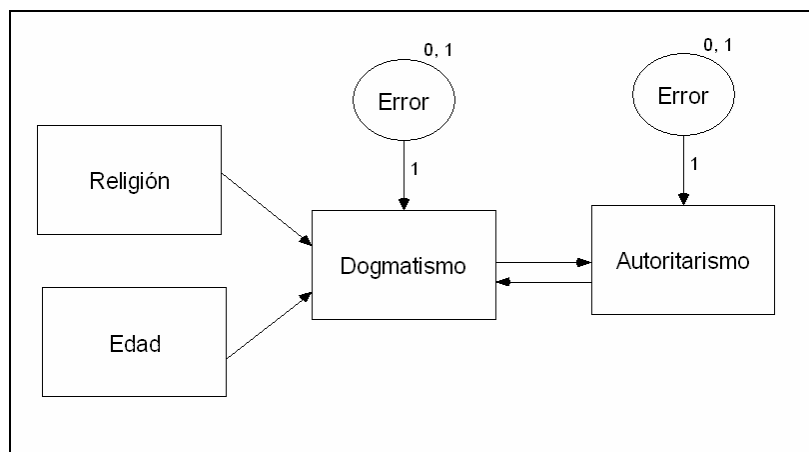 0, 1
0, 1
Error
Error
1
1
Religión
Dogmatismo
Autoritarismo
Edad